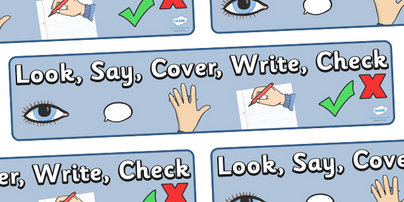 Look, Say, Cover, Write, Check
er, Write, Check
Look, Say, Cove